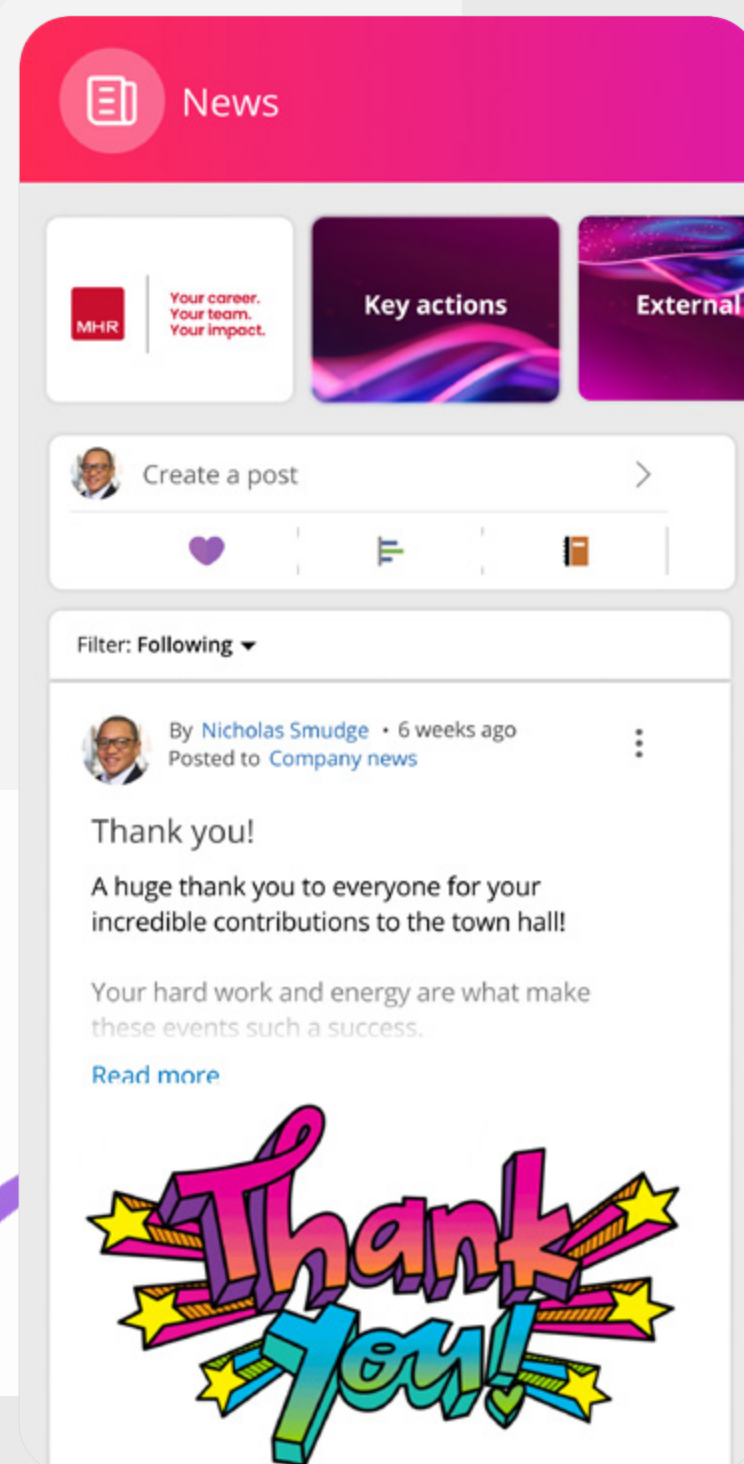 News
MHR
Your career.
Your team.
Your impact.
Key actions
External
Create a post
Filter: Following
By Nicholas Smudge • 6 weeks ago
Posted to Company news
Thank you!
A huge thank you to everyone for your
incredible contributions to the town hall!
Your hard work and energy are what make
these events such a success.
Read more
Thank
You!